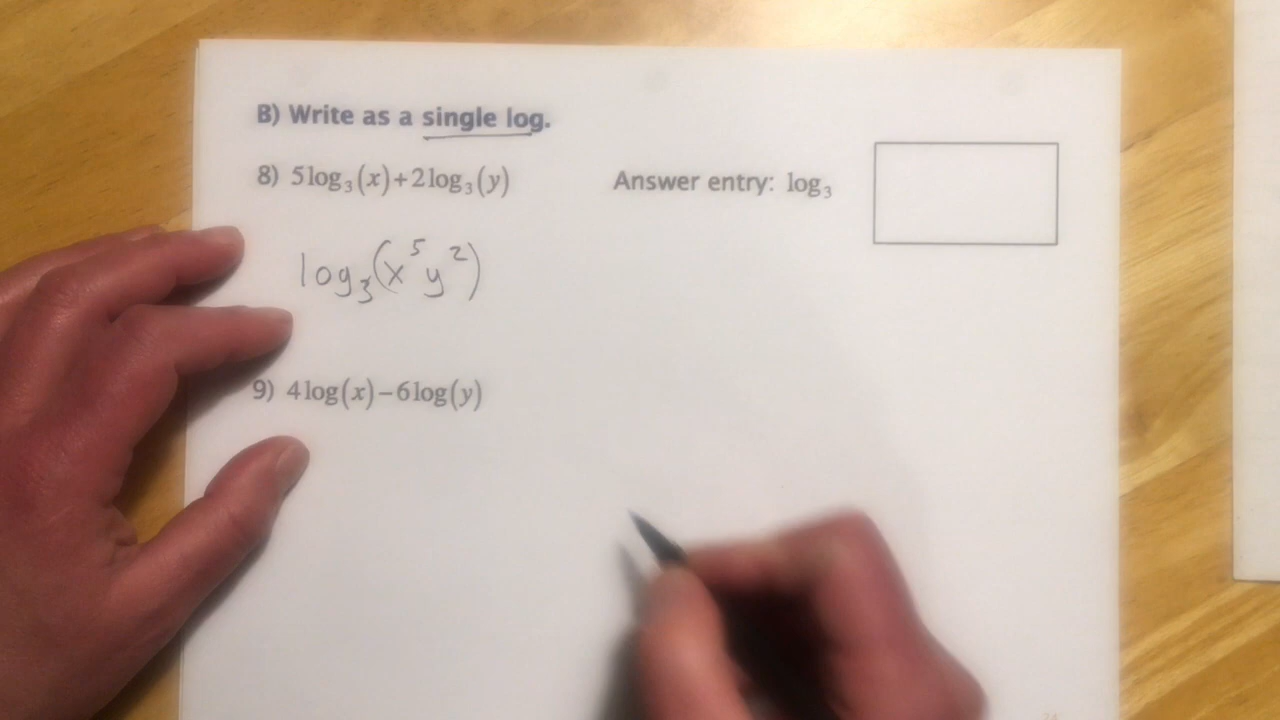 B) Write as a single log.
8) 5log₃(x)+2log₃(y) Answer entry: log₃
log₃(x⁵y²)
9) 4log(x)−6log(y)